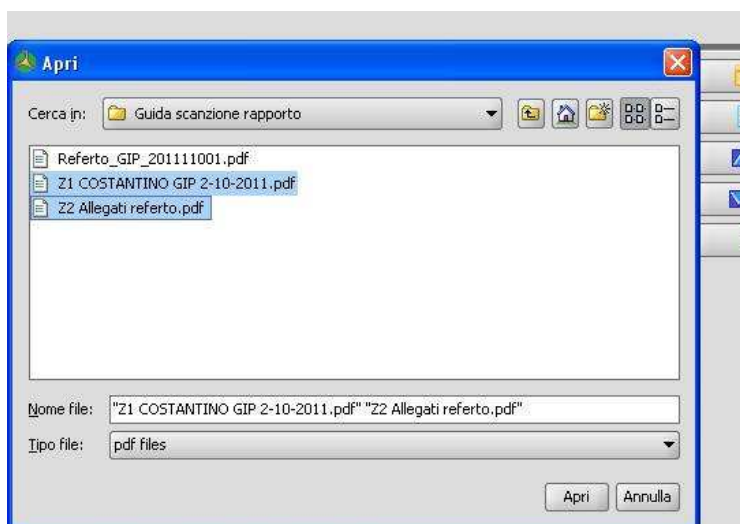 Apri
Cerca in: Guida scanzione rapporto
Referto_GIP_201111001.pdf
Z1 COSTANTINO GIP 2-10-2011.pdf
Z2 Allegati referto.pdf
Nome file: "Z1 COSTANTINO GIP 2-10-2011.pdf" "Z2 Allegati referto.pdf"
Tipo file: pdf files
Apri Annulla